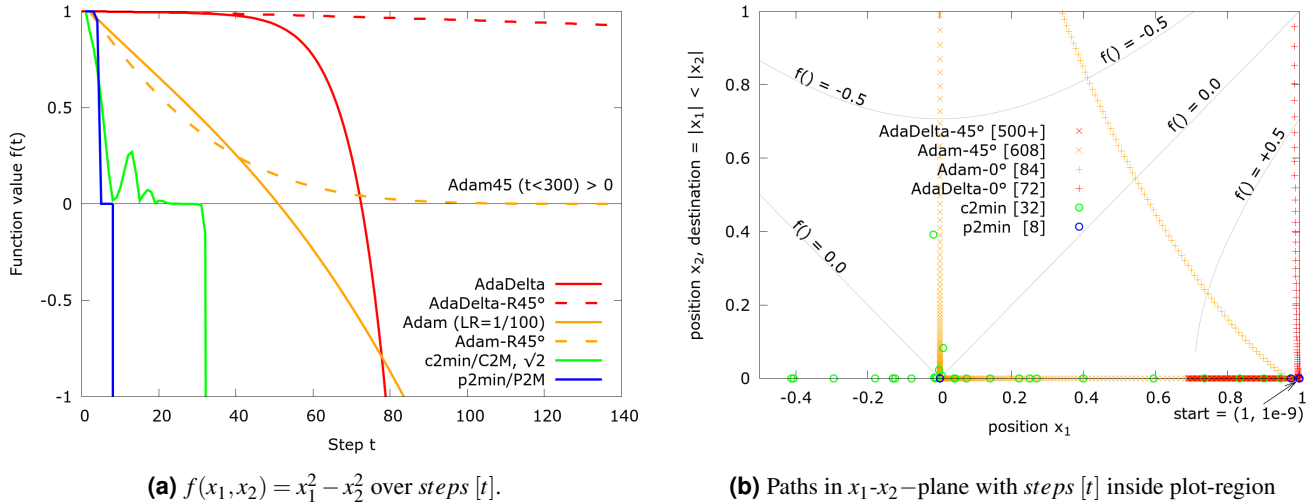 1
0.5
0
-0.5
-1
0 20 40 60 80 100 120 140
Function value f(t)
Step t
Adam45 (t<300) > 0
AdaDelta
AdaDelta-R45°
Adam (LR=1/100)
Adam-R45°
c2min/C2M, √2
p2min/P2M
(a) f(x₁,x₂) = x₁² − x₂² over steps [t].
1
0.8
0.6
0.4
0.2
0
-0.4 -0.2 0 0.2 0.4 0.6 0.8 1
position x₂, destination = |x₁| < |x₂|
position x₁
f() = -0.5
f() = -0.5
f() = 0.0
f() = +0.5
f() = 0.0
AdaDelta-45° [500+]
Adam-45° [608]
Adam-0° [84]
AdaDelta-0° [72]
c2min [32]
p2min [8]
start = (1, 1e-9)
(b) Paths in x₁-x₂−plane with steps [t] inside plot-region